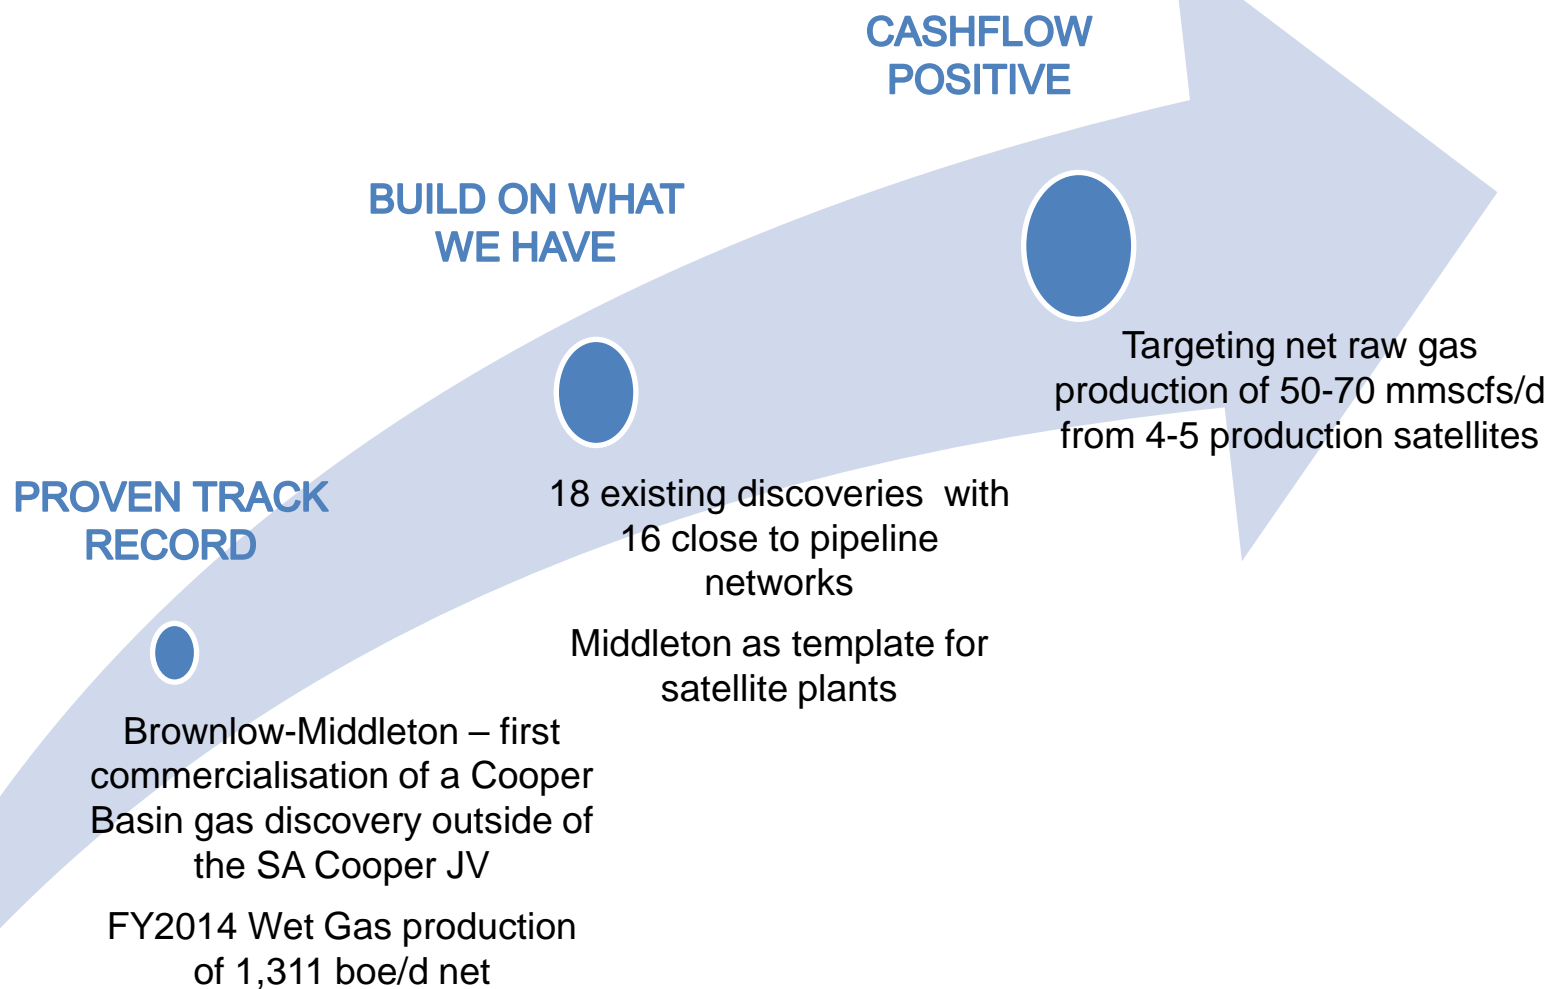 CASHFLOW
POSITIVE
BUILD ON WHAT
WE HAVE
Targeting net raw gas
production of 50-70 mmscfs/d
from 4-5 production satellites
PROVEN TRACK
RECORD
18 existing discoveries  with
16 close to pipeline
networks
Middleton as template for
satellite plants
Brownlow-Middleton – first
commercialisation of a Cooper
Basin gas discovery outside of
the SA Cooper JV
FY2014 Wet Gas production
of 1,311 boe/d net